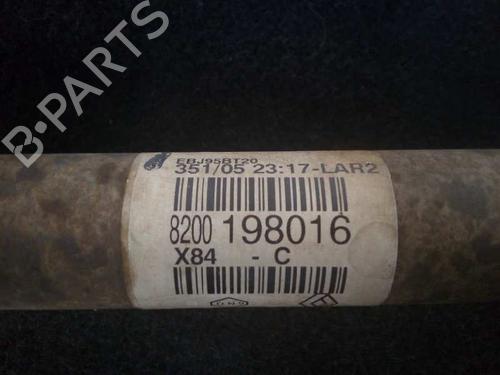 B-PARTS
EBJ95BT20
351/05 23:17-LAR2
8200 198016
X84 - C